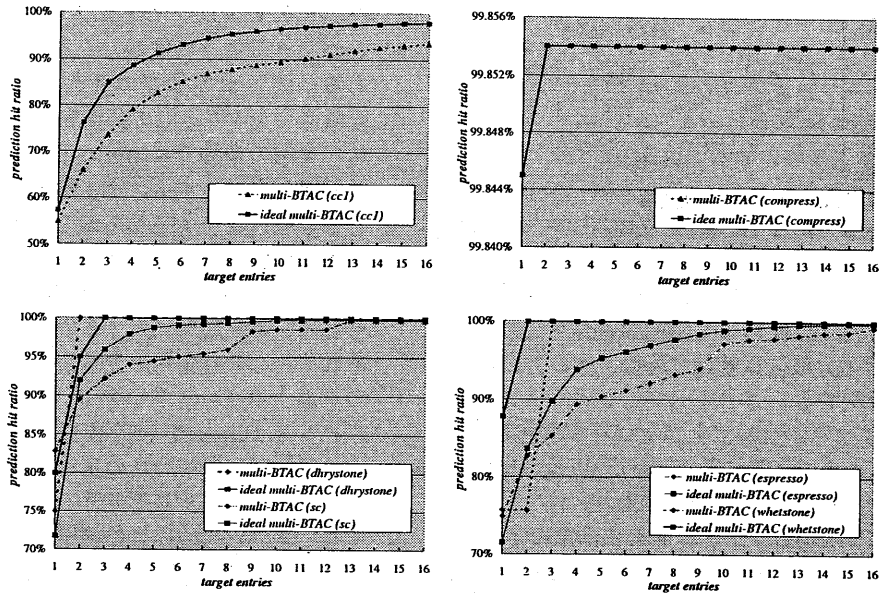 100%
90%
80%
70%
60%
50%
prediction hit ratio
multi-BTAC (cc1)
ideal multi-BTAC (cc1)
1 2 3 4 5 6 7 8 9 10 11 12 13 14 15 16
target entries
99.856%
99.852%
99.848%
99.844%
99.840%
prediction hit ratio
multi-BTAC (compress)
idea multi-BTAC (compress)
1 2 3 4 5 6 7 8 9 10 11 12 13 14 15 16
target entries
100%
95%
90%
85%
80%
75%
70%
prediction hit ratio
multi-BTAC (dhrystone)
ideal multi-BTAC (dhrystone)
multi-BTAC (sc)
ideal multi-BTAC (sc)
1 2 3 4 5 6 7 8 9 10 11 12 13 14 15 16
target entries
100%
90%
80%
70%
prediction hit ratio
multi-BTAC (espresso)
ideal multi-BTAC (espresso)
multi-BTAC (whetstone)
ideal multi-BTAC (whetstone)
1 2 3 4 5 6 7 8 9 10 11 12 13 14 15 16
target entries